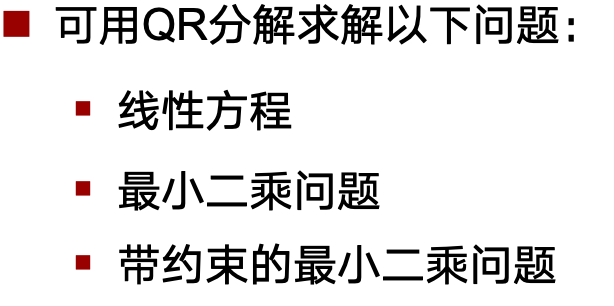 可用QR分解求解以下问题：
线性方程
最小二乘问题
带约束的最小二乘问题